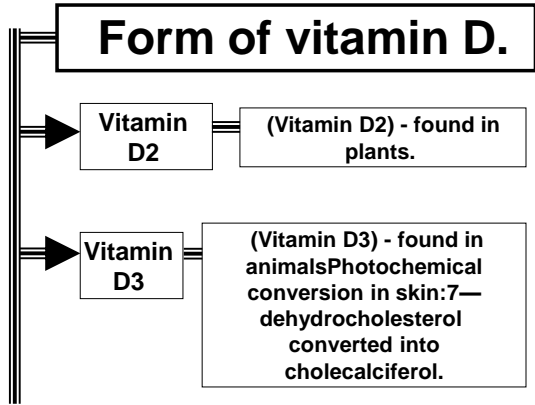 Form of vitamin D.
Vitamin
D2
(Vitamin D2) - found in
plants.
Vitamin
D3
(Vitamin D3) - found in
animalsPhotochemical
conversion in skin:7—
dehydrocholesterol
converted into
cholecalciferol.